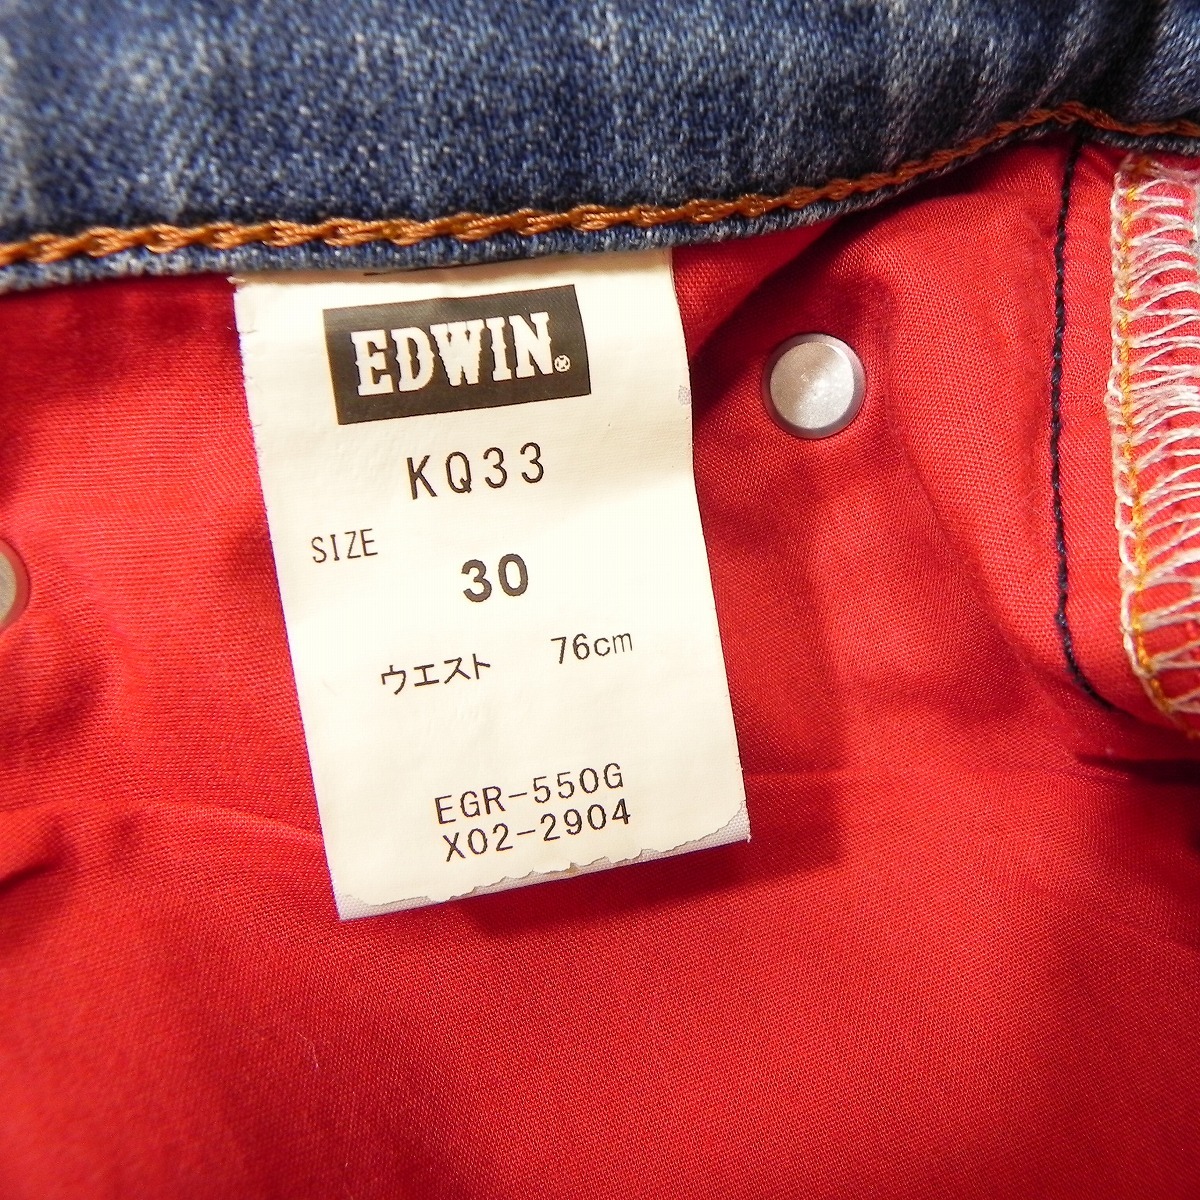 EDWIN®
KQ33
SIZE
30
ウエスト 76cm
EGR-550G
X02-2904